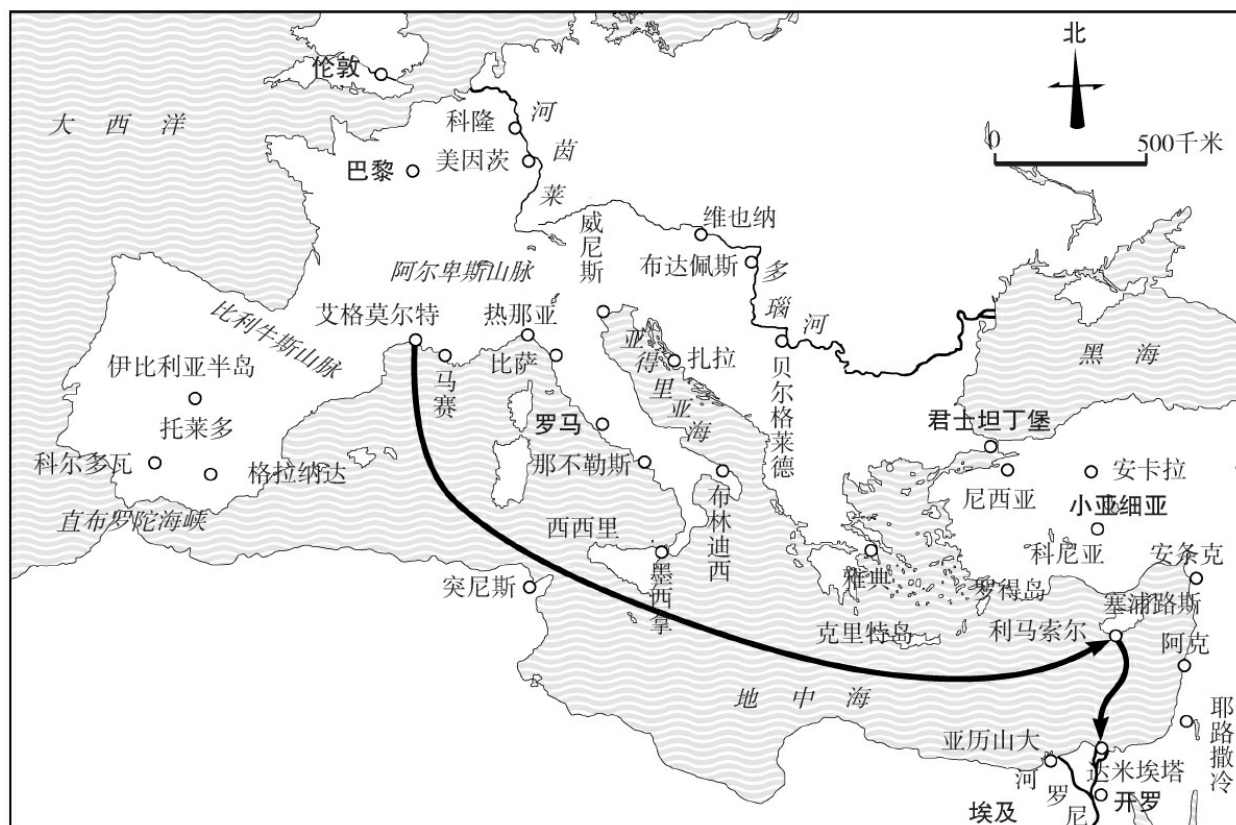 北
伦敦
大西洋
科隆
河
茵
莱
0
500千米
巴黎
美因茨
威尼斯
维也纳
阿尔卑斯山脉
布达佩斯
多
瑙
河
比利牛斯山脉
艾格莫尔特
热那亚
亚得里亚海
扎拉
黑海
伊比利亚半岛
马赛
比萨
贝尔格莱德
托莱多
罗马
君士坦丁堡
科尔多瓦
格拉纳达
那不勒斯
布林迪西
尼西亚
安卡拉
小亚细亚
直布罗陀海峡
西西里
科尼亚
安条克
突尼斯
墨西拿
雅典
罗得岛
塞浦路斯
克里特岛
利马索尔
阿克
地中海
耶路撒冷
亚历山大
达米埃塔
河
罗
尼
埃及
开罗